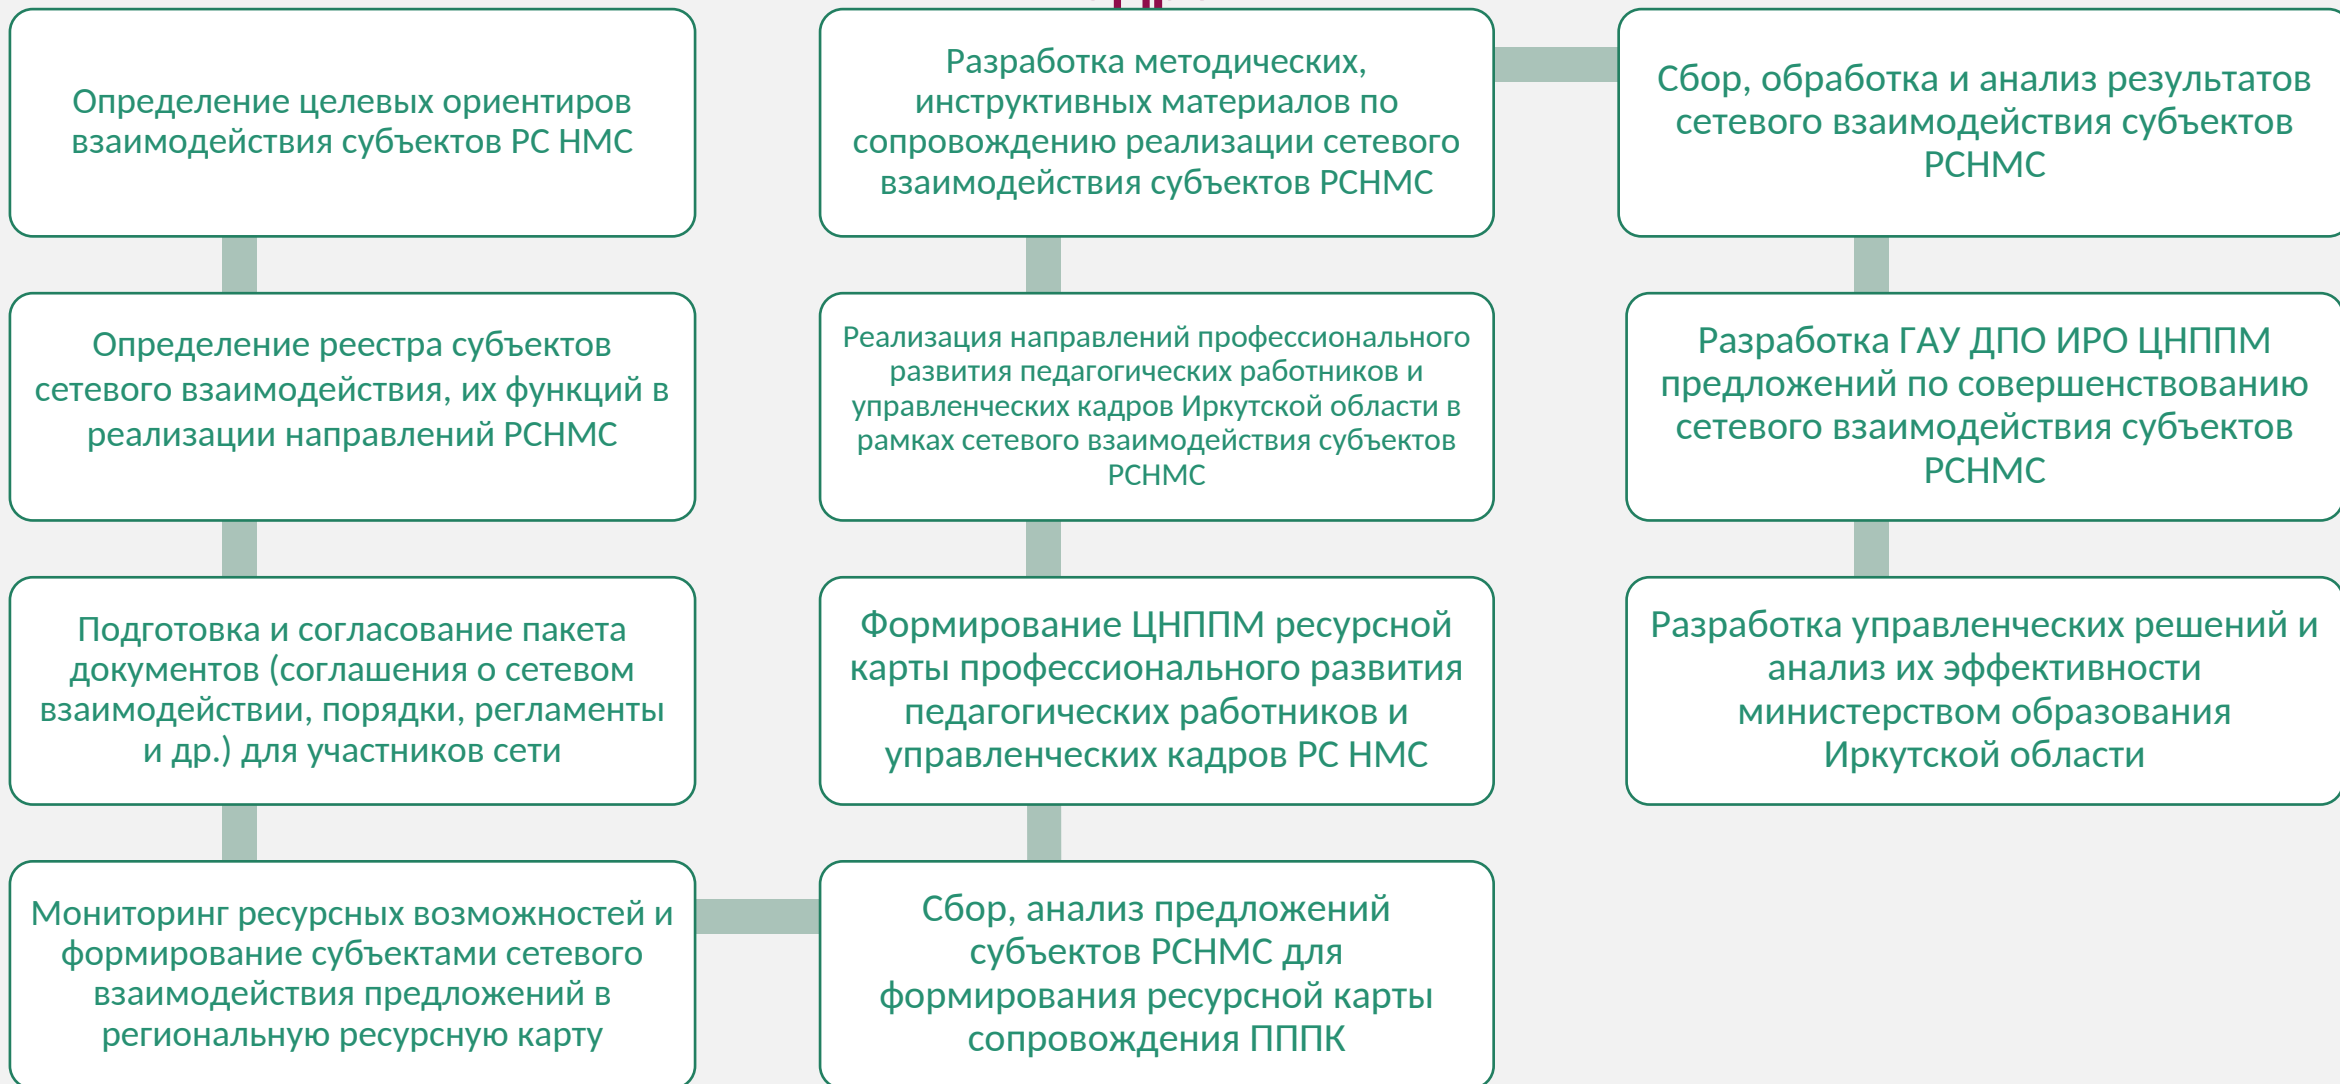 Определение целевых ориентиров
взаимодействия субъектов РС НМС
Определение реестра субъектов
сетевого взаимодействия, их функций в
реализации направлений РСНМС
Подготовка и согласование пакета
документов (соглашения о сетевом
взаимодействии, порядки, регламенты
и др.) для участников сети
Мониторинг ресурсных возможностей и
формирование субъектами сетевого
взаимодействия предложений в
региональную ресурсную карту
Сбор, анализ предложений
субъектов РСНМС для
формирования ресурсной карты
сопровождения ПППК
Формирование ЦНППМ ресурсной
карты профессионального развития
педагогических работников и
управленческих кадров РС НМС
Реализация направлений профессионального
развития педагогических работников и
управленческих кадров Иркутской области в
рамках сетевого взаимодействия субъектов
РСНМС
Разработка методических,
инструктивных материалов по
сопровождению реализации сетевого
взаимодействия субъектов РСНМС
Сбор, обработка и анализ результатов
сетевого взаимодействия субъектов
РСНМС
Разработка ГАУ ДПО ИРО ЦНППМ
предложений по совершенствованию
сетевого взаимодействия субъектов
РСНМС
Разработка управленческих решений и
анализ их эффективности
министерством образования
Иркутской области